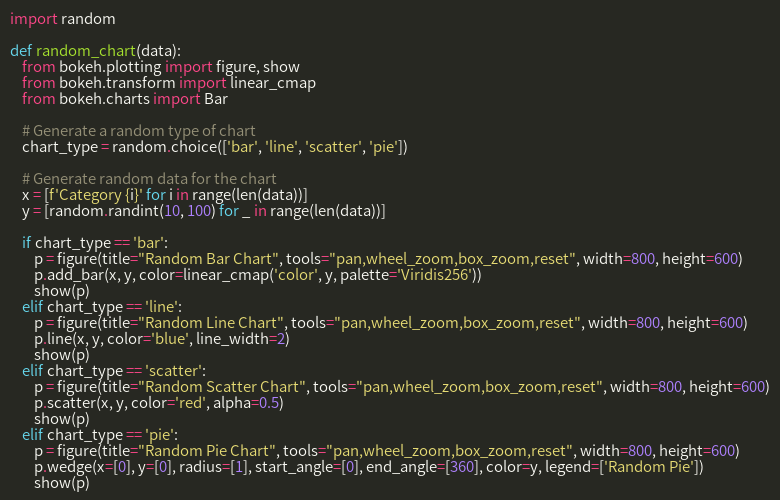 import random

def random_chart(data):
    from bokeh.plotting import figure, show
    from bokeh.transform import linear_cmap
    from bokeh.charts import Bar

    # Generate a random type of chart
    chart_type = random.choice(['bar', 'line', 'scatter', 'pie'])

    # Generate random data for the chart
    x = [f'Category {i}' for i in range(len(data))]
    y = [random.randint(10, 100) for _ in range(len(data))]

    if chart_type == 'bar':
        p = figure(title="Random Bar Chart", tools="pan,wheel_zoom,box_zoom,reset", width=800, height=600)
        p.add_bar(x, y, color=linear_cmap('color', y, palette='Viridis256'))
        show(p)
    elif chart_type == 'line':
        p = figure(title="Random Line Chart", tools="pan,wheel_zoom,box_zoom,reset", width=800, height=600)
        p.line(x, y, color='blue', line_width=2)
        show(p)
    elif chart_type == 'scatter':
        p = figure(title="Random Scatter Chart", tools="pan,wheel_zoom,box_zoom,reset", width=800, height=600)
        p.scatter(x, y, color='red', alpha=0.5)
        show(p)
    elif chart_type == 'pie':
        p = figure(title="Random Pie Chart", tools="pan,wheel_zoom,box_zoom,reset", width=800, height=600)
        p.wedge(x=[0], y=[0], radius=[1], start_angle=[0], end_angle=[360], color=y, legend=['Random Pie'])
        show(p)